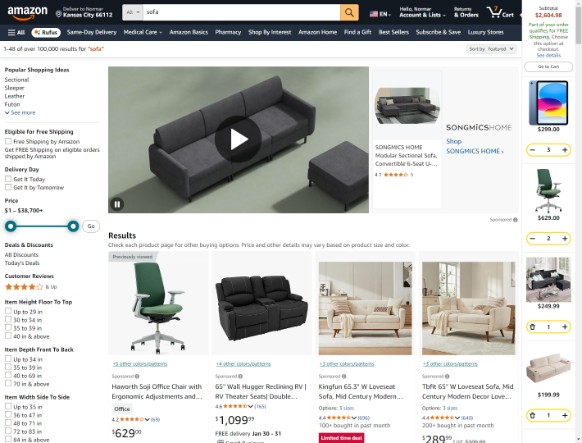 amazon
Deliver to Normar
Kansas City 66112
All
sofa
EN
Hello, Normar
Account & Lists
Returns
& Orders
Cart
Subtotal
$2,604.98
Part of your order
qualifies for FREE
Shipping. Choose
this option at
checkout.
See details
Go to Cart
All
Rufus
Same-Day Delivery
Medical Care
Amazon Basics
Pharmacy
Shop By Interest
Amazon Home
Find a Gift
Best Sellers
Subscribe & Save
Luxury Stores
1-48 of over 100,000 results for "sofa"
Sort by: Featured
Popular Shopping Ideas
Sectional
Sleeper
Leather
Futon
See more
Eligible for Free Shipping
Free Shipping by Amazon
Get FREE Shipping on eligible orders
shipped by Amazon
Delivery Day
Get It Today
Get It by Tomorrow
Price
$1 – $38,700+
Go
Deals & Discounts
All Discounts
Today's Deals
Customer Reviews
& Up
Item Height Floor To Top
Up to 29 in
30 to 34 in
35 to 39 in
40 in & above
Item Depth Front To Back
Up to 34 in
35 to 39 in
40 to 69 in
70 in & above
Item Width Side To Side
Up to 35 in
36 to 47 in
48 to 71 in
72 to 83 in
84 in & above
SONGMICS HOME
Modular Sectional Sofa,
Convertible 6-Seat U-...
4.1
5
SONGMICSHOME
Shop
SONGMICS HOME ›
Sponsored
Results
Check each product page for other buying options. Price and other details may vary based on product size and color.
Previously viewed
+3 other colors/patterns
Sponsored
Haworth Soji Office Chair with
Ergonomic Adjustments and...
Office
4.2
(69)
$629.00
+4 other colors/patterns
Sponsored
65" Wall Hugger Reclining RV |
RV Theater Seats| Double...
4.6
(165)
$1,099.99
FREE delivery Jan 30 - 31
+3 other colors/patterns
Sponsored
Kingfun 65.3" W Loveseat
Sofa, Mid Century Modern...
Options: 3 sizes
4.4
200+ bought in past month
Limited time deal
+2 other colors/patterns
Sponsored
Tbfit 65" W Loveseat Sofa, Mid
Century Modern Decor Love...
Options: 3 sizes
4.4
100+ bought in past month
$299.00
3
$629.00
2
$249.99
1
$199.99
1